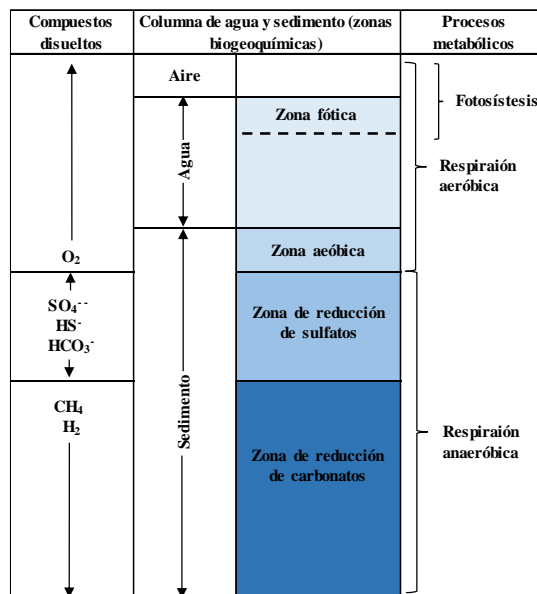 Compuestos
disueltos
Columna de agua y sedimento (zonas
biogeoquímicas)
Procesos
metabólicos
Aire
Zona fótica
Fotosístesis
Agua
Respiraión
aeróbica
O₂
Zona aeóbica
SO₄⁻⁻
HS⁻
HCO₃⁻
Zona de reducción
de sulfatos
Sedimento
CH₄
H₂
Zona de reducción
de carbonatos
Respiraión
anaeróbica